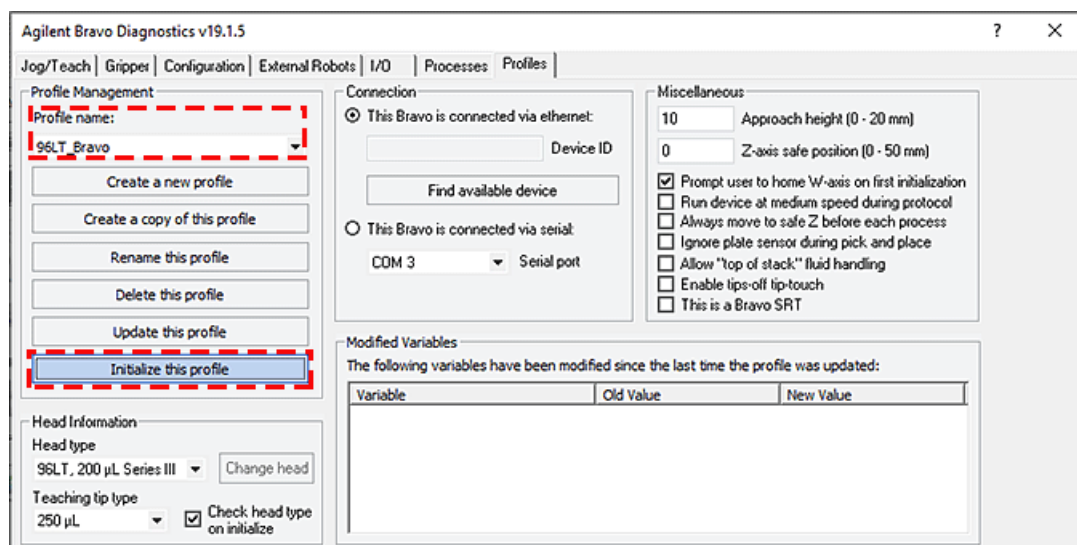 Agilent Bravo Diagnostics v19.1.5
?
Jog/Teach
Gripper
Configuration
External Robots
I/O
Processes
Profiles
Profile Management
Profile name:
96LT_Bravo
Create a new profile
Create a copy of this profile
Rename this profile
Delete this profile
Update this profile
Initialize this profile
Head Information
Head type
96LT, 200 µL Series III
Change head
Teaching tip type
250 µL
Check head type
on initialize
Connection
This Bravo is connected via ethernet:
Device ID
Find available device
This Bravo is connected via serial:
COM 3
Serial port
Miscellaneous
10 Approach height (0 - 20 mm)
0 Z-axis safe position (0 - 50 mm)
Prompt user to home W-axis on first initialization
Run device at medium speed during protocol
Always move to safe Z before each process
Ignore plate sensor during pick and place
Allow "top of stack" fluid handling
Enable tips-off tip-touch
This is a Bravo SRT
Modified Variables
The following variables have been modified since the last time the profile was updated:
Variable Old Value New Value